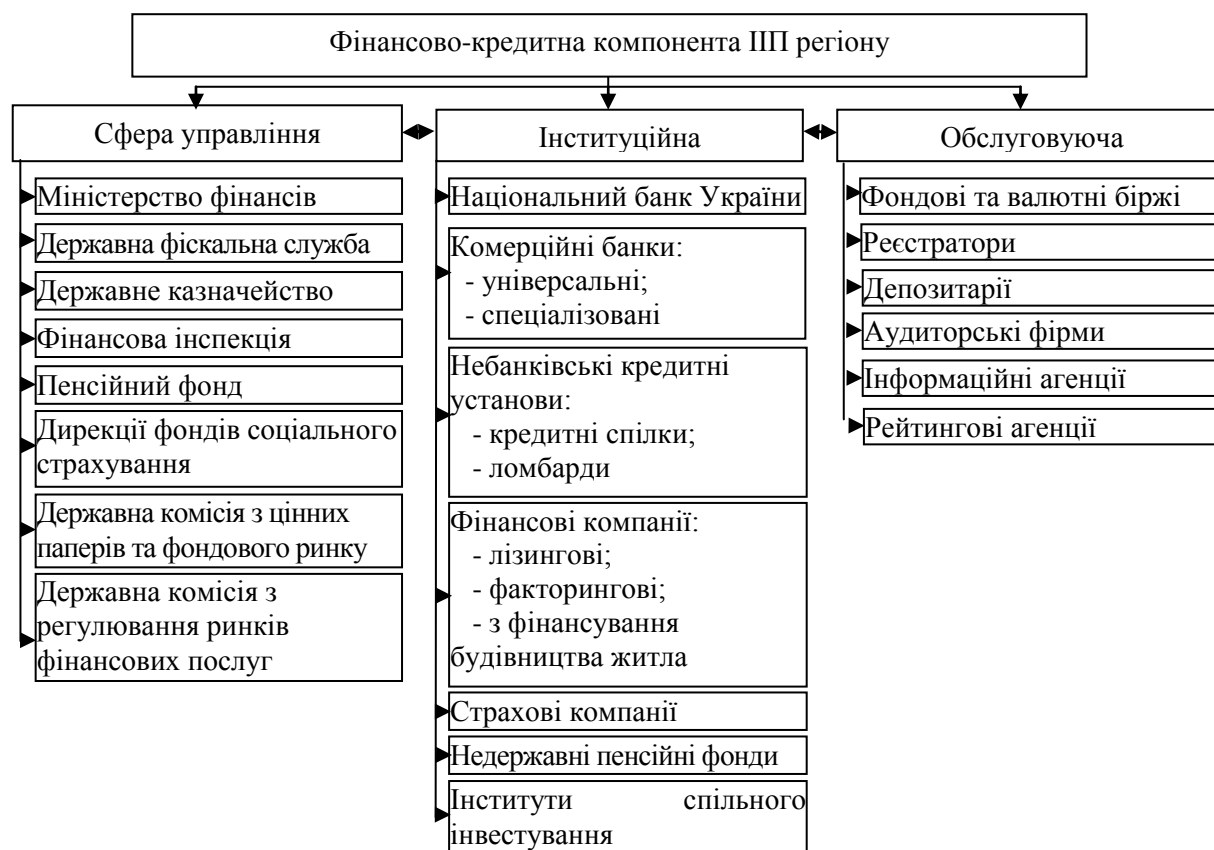 Фінансово-кредитна компонента ІІП регіону
Сфера управління
Міністерство фінансів
Державна фіскальна служба
Державне казначейство
Фінансова інспекція
Пенсійний фонд
Дирекції фондів соціального
страхування
Державна комісія з цінних
паперів та фондового ринку
Державна комісія з
регулювання ринків
фінансових послуг
Інституційна
Національний банк України
Комерційні банки:
- універсальні;
- спеціалізовані
Небанківські кредитні
установи:
- кредитні спілки;
- ломбарди
Фінансові компанії:
- лізингові;
- факторингові;
- з фінансування
будівництва житла
Страхові компанії
Недержавні пенсійні фонди
Інститути спільного
інвестування
Обслуговуюча
Фондові та валютні біржі
Реєстратори
Депозитарії
Аудиторські фірми
Інформаційні агенції
Рейтингові агенції